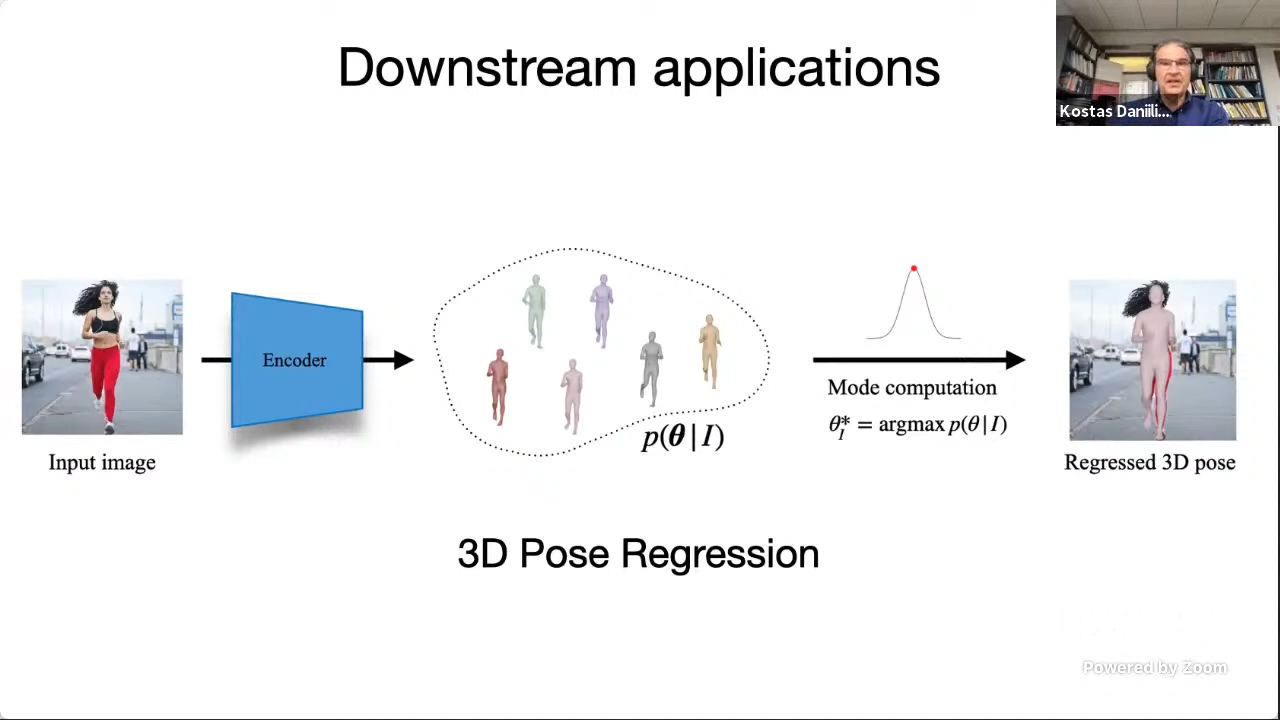 Downstream applications
Kostas Daniili...
Encoder
Mode computation
p(θ | I)
θ*_I = argmax p(θ | I)
Input image
Regressed 3D pose
3D Pose Regression
Powered by Zoom